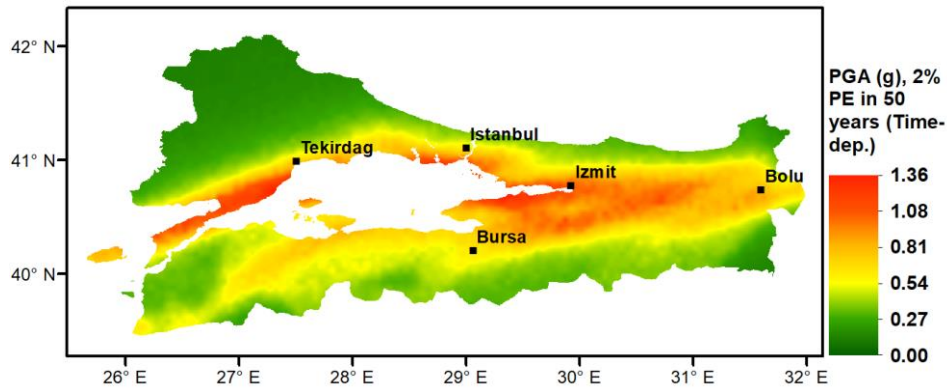 42° N
41° N
40° N
26° E
27° E
28° E
29° E
30° E
31° E
32° E
Tekirdag
Istanbul
Izmit
Bolu
Bursa
PGA (g), 2%
PE in 50
years (Time-
dep.)
1.36
1.08
0.81
0.54
0.27
0.00